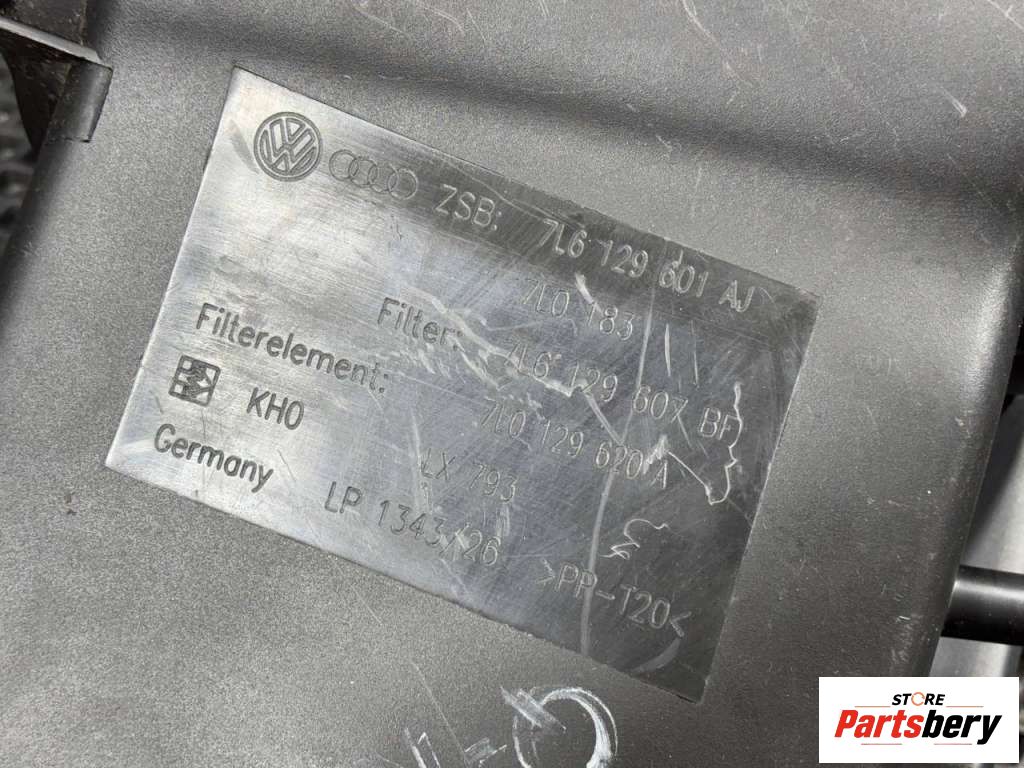 ZSB: 7L6 129 601 AJ
7L0 183
Filter: 7L6 129 607 BF
Filterelement: 7L0 129 620 A
KH0 LX 793
Germany LP 1343/26 >PP-T20<
STORE
Partsbery